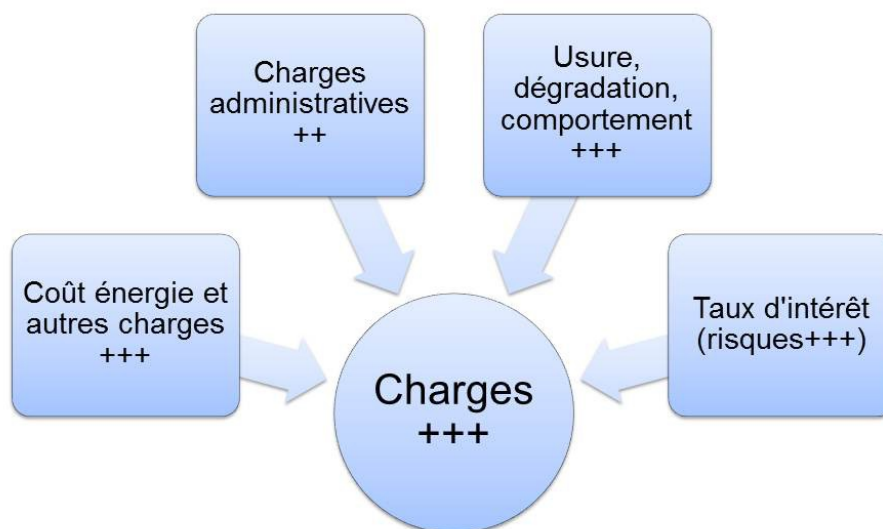 Charges
administratives
++
Usure,
dégradation,
comportement
+++
Coût énergie et
autres charges
+++
Taux d'intérêt
(risques+++)
Charges
+++